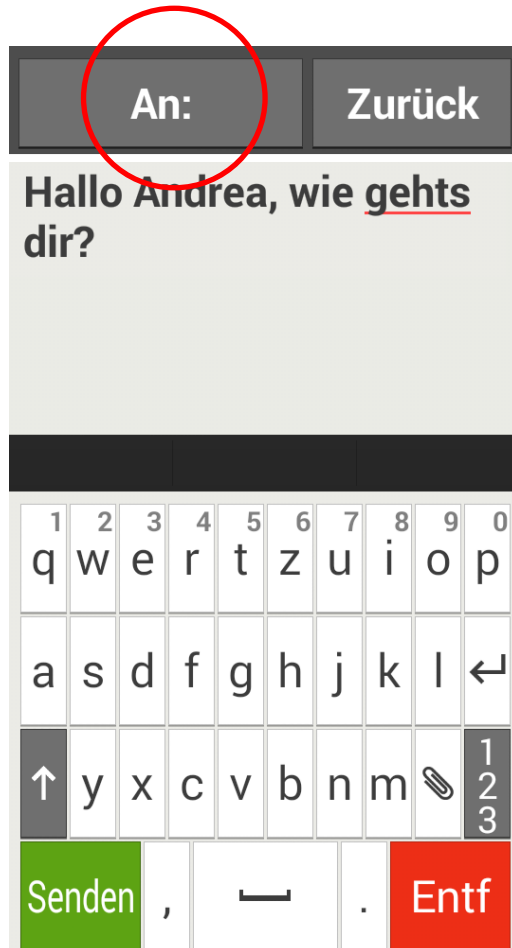 An: Zurück
Hallo Andrea, wie gehts
dir?
1 2 3 4 5 6 7 8 9 0
q w e r t z u i o p
a s d f g h j k l ↵
↑ y x c v b n m 1 2 3
Senden , . Entf